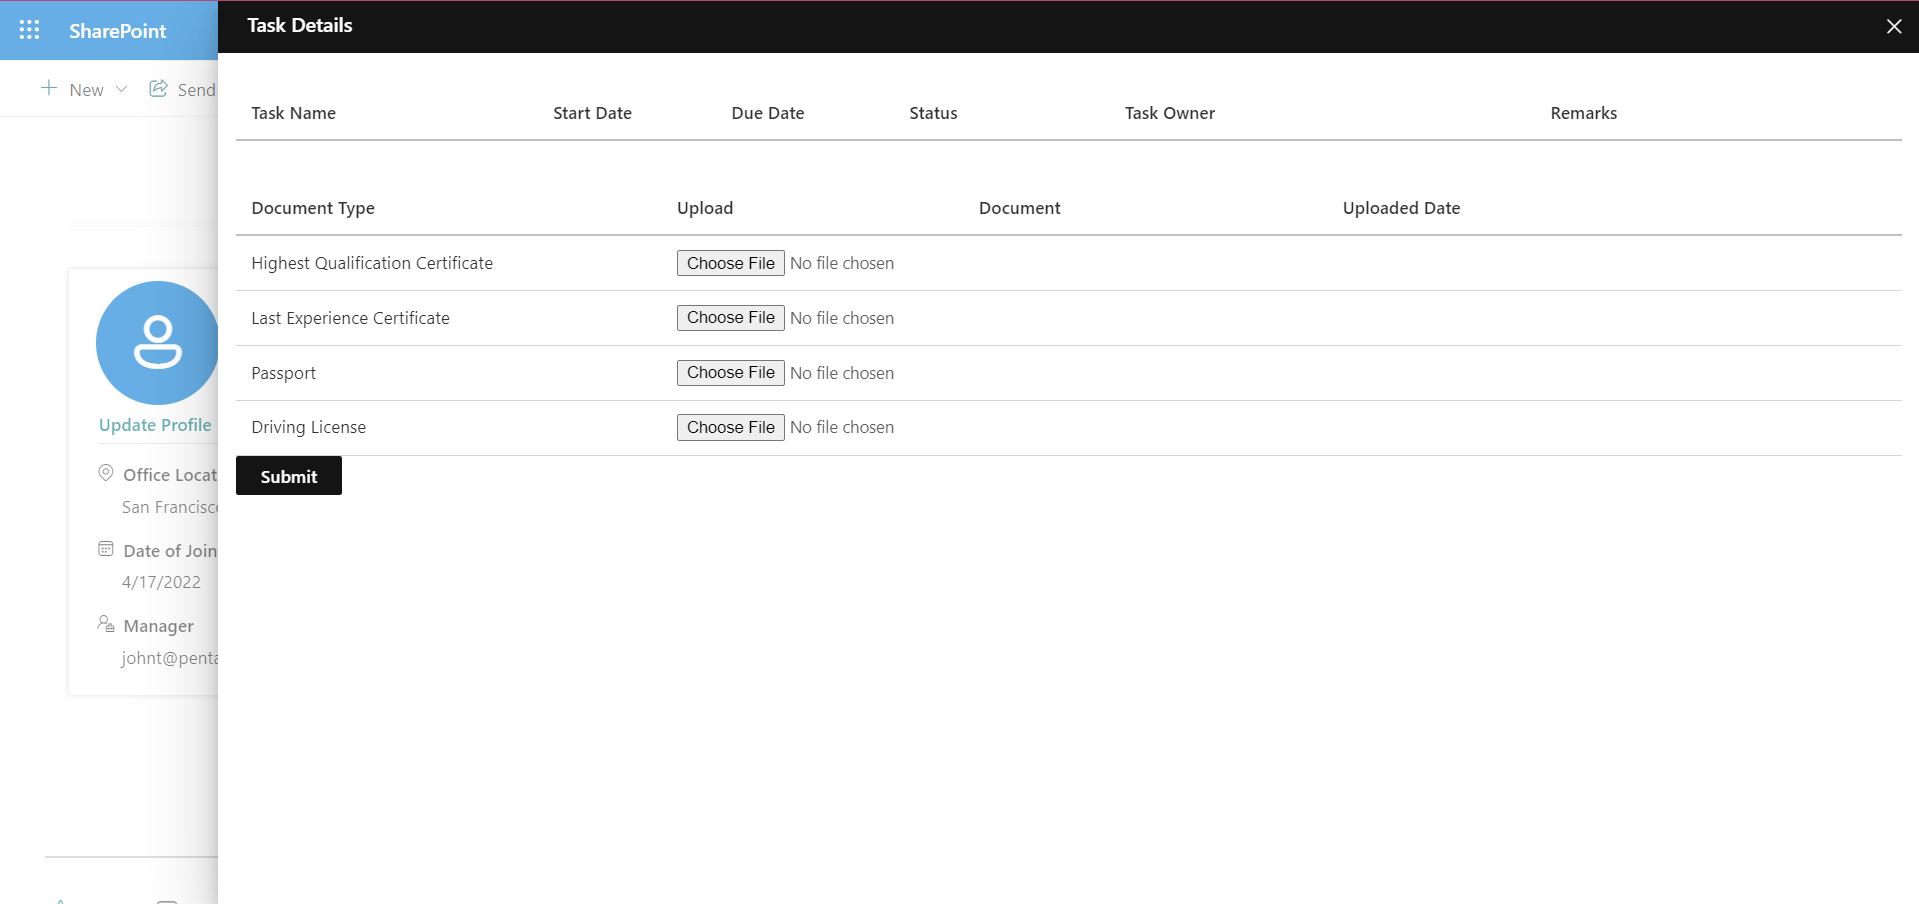 SharePoint
Task Details
New
Send
Task Name Start Date Due Date Status Task Owner Remarks
Document Type Upload Document Uploaded Date
Highest Qualification Certificate Choose File No file chosen
Last Experience Certificate Choose File No file chosen
Passport Choose File No file chosen
Driving License Choose File No file chosen
Submit
Update Profile
Office Locat
San Francisc
Date of Join
4/17/2022
Manager
johnt@penta